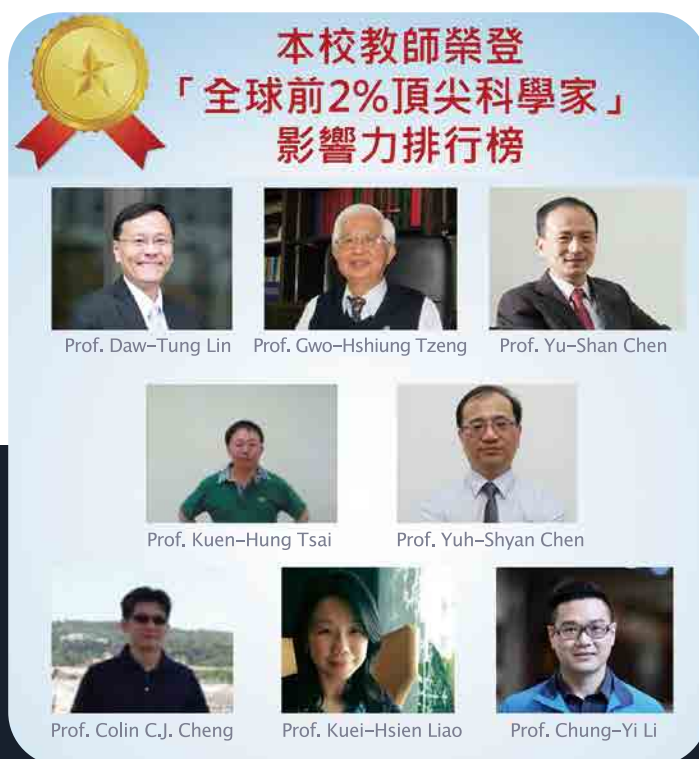 本校教師榮登
「全球前2%頂尖科學家」
影響力排行榜
Prof. Daw-Tung Lin
Prof. Gwo-Hshiung Tzeng
Prof. Yu-Shan Chen
Prof. Kuen-Hung Tsai
Prof. Yuh-Shyan Chen
Prof. Colin C.J. Cheng
Prof. Kuei-Hsien Liao
Prof. Chung-Yi Li